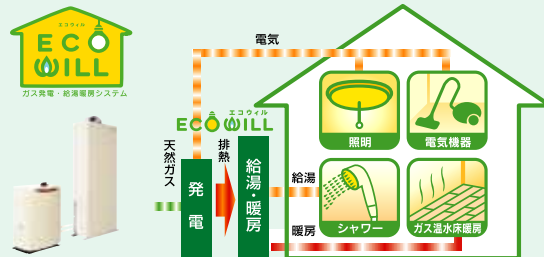 エコウィル
ECO
WILL
ガス発電・給湯暖房システム
電気
エコウィル
ECOWILL
天然ガス
排熱
発電
給湯・暖房
給湯
暖房
照明
電気機器
シャワー
ガス温水床暖房